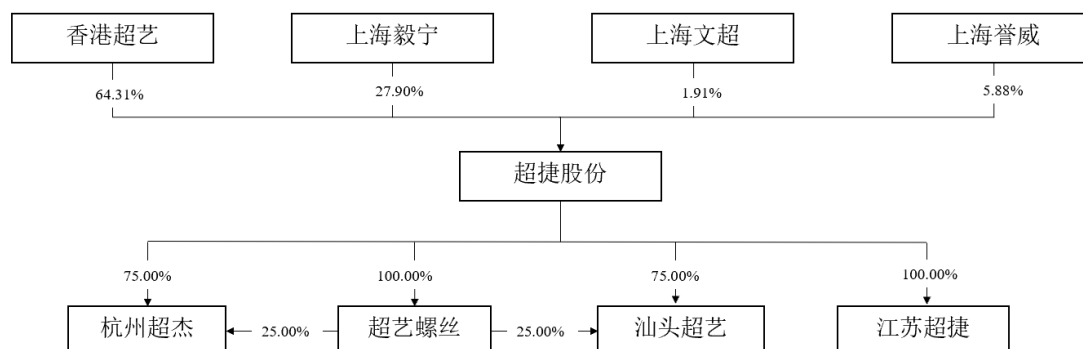 香港超艺
上海毅宁
上海文超
上海誉威
64.31%
27.90%
1.91%
5.88%
超捷股份
75.00%
100.00%
75.00%
100.00%
杭州超杰
25.00%
超艺螺丝
25.00%
汕头超艺
江苏超捷